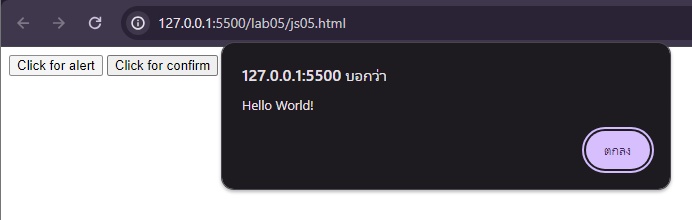 127.0.0.1:5500/lab05/js05.html
Click for alert Click for confirm
127.0.0.1:5500 บอกว่า
Hello World!
ตกลง